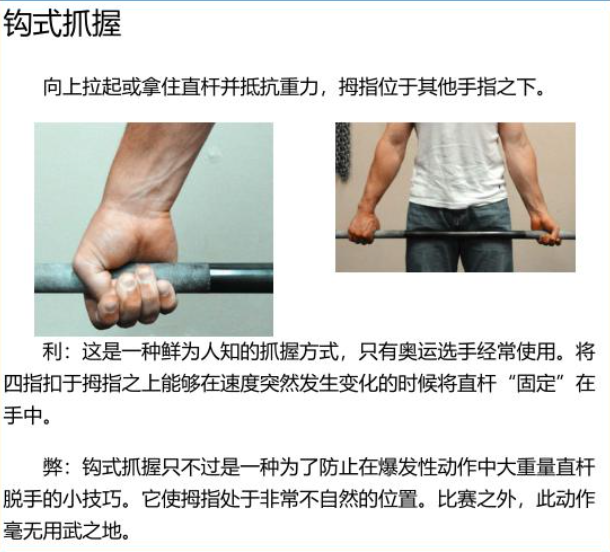 钩式抓握
向上拉起或拿住直杆并抵抗重力，拇指位于其他手指之下。
利：这是一种鲜为人知的抓握方式，只有奥运选手经常使用。将
四指扣于拇指之上能够在速度突然发生变化的时候将直杆“固定”在
手中。
弊：钩式抓握只不过是一种为了防止在爆发性动作中大重量直杆
脱手的小技巧。它使拇指处于非常不自然的位置。比赛之外，此动作
毫无用武之地。